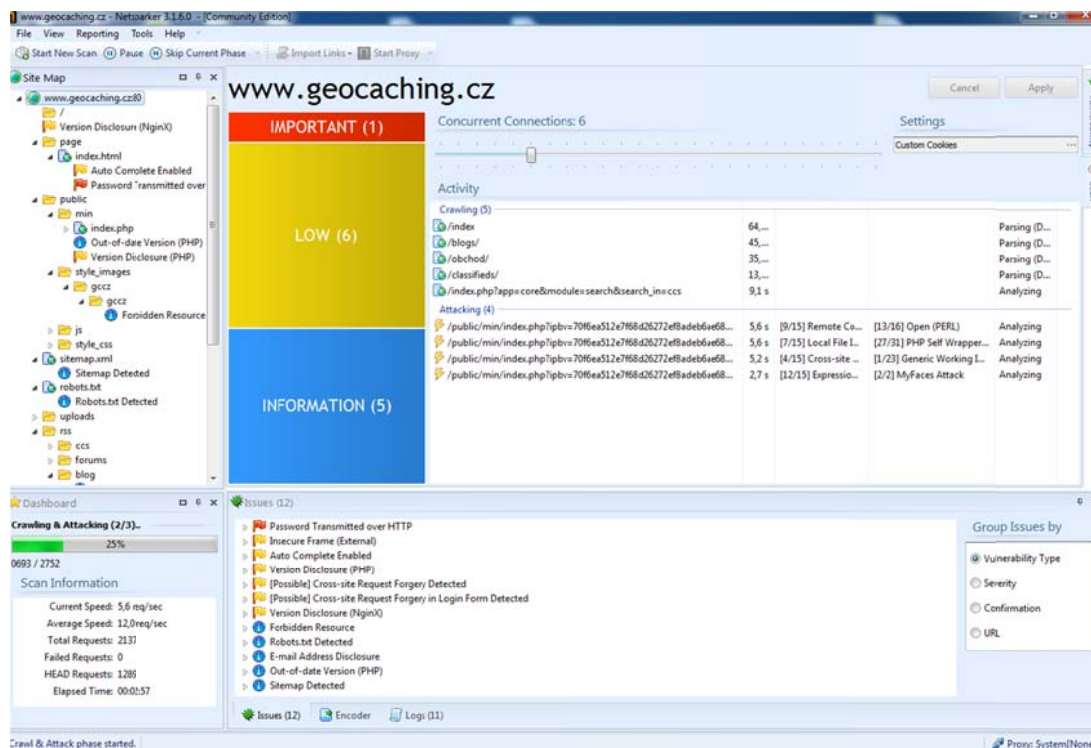 www.geocaching.cz - Netsparker 3.1.6.0 - [Community Edition]
File View Reporting Tools Help
Start New Scan Pause Skip Current Phase Import Links Start Proxy
Site Map
www.geocaching.cz:80
/
Version Disclosure (NginX)
page
index.html
Auto Complete Enabled
Password Transmitted over
public
min
index.php
Out-of-date Version (PHP)
Version Disclosure (PHP)
style_images
gccz
gccz
Forbidden Resource
js
style_css
sitemap.xml
Sitemap Detected
robots.txt
Robots.txt Detected
uploads
rss
ccs
forums
blog
www.geocaching.cz
Cancel Apply
IMPORTANT (1)
LOW (6)
INFORMATION (5)
Concurrent Connections: 6
Settings
Custom Cookies ...
Activity
Crawling (5)
/index 64,... Parsing (D...
/blogs/ 45,... Parsing (D...
/obchod/ 35,... Parsing (D...
/classifieds/ 13,... Parsing (D...
/index.php?app=core&module=search&search_in=ccs 9,1 s Analyzing
Attacking (4)
/public/min/index.php?ipbv=70f6ea512e7f68d26272ef8adeb6ae68... 5,6 s [9/15] Remote Co... [13/16] Open (PERL) Analyzing
/public/min/index.php?ipbv=70f6ea512e7f68d26272ef8adeb6ae68... 5,6 s [7/15] Local File I... [27/31] PHP Self Wrapper... Analyzing
/public/min/index.php?ipbv=70f6ea512e7f68d26272ef8adeb6ae68... 5,2 s [4/15] Cross-site ... [1/23] Generic Working I... Analyzing
/public/min/index.php?ipbv=70f6ea512e7f68d26272ef8adeb6ae68... 2,7 s [12/15] Expressio... [2/2] MyFaces Attack Analyzing
Dashboard
Crawling & Attacking (2/3)..
25%
0693 / 2752
Scan Information
Current Speed: 5,6 req/sec
Average Speed: 12,0 req/sec
Total Requests: 2137
Failed Requests: 0
HEAD Requests: 1289
Elapsed Time:
Issues (12)
Password Transmitted over HTTP
Insecure Frame (External)
Auto Complete Enabled
Version Disclosure (PHP)
[Possible] Cross-site Request Forgery Detected
[Possible] Cross-site Request Forgery in Login Form Detected
Version Disclosure (NginX)
Forbidden Resource
Robots.txt Detected
E-mail Address Disclosure
Out-of-date Version (PHP)
Sitemap Detected
Group Issues by
Vulnerability Type
Severity
Confirmation
URL
Issues (12) Encoder Logs (11)
Crawl & Attack phase started.
Proxy: System[None